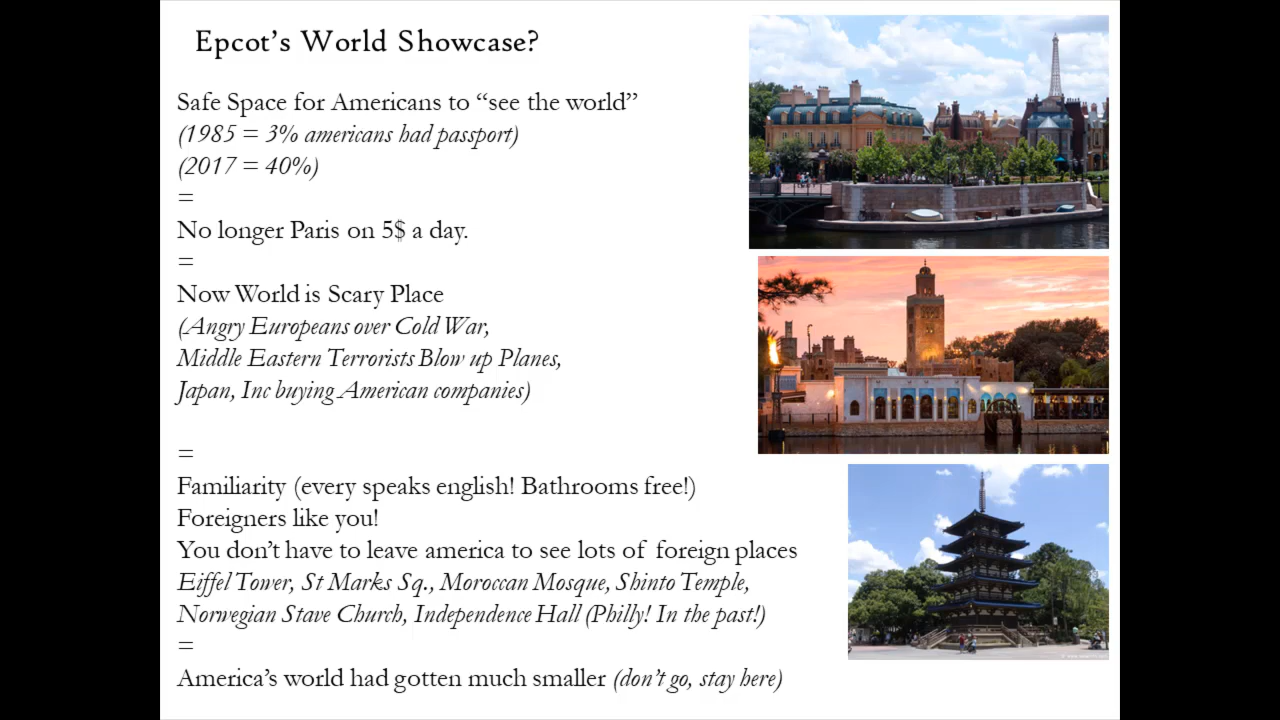 Epcot's World Showcase?
Safe Space for Americans to “see the world”
(1985 = 3% americans had passport)
(2017 = 40%)
=
No longer Paris on 5$ a day.
=
Now World is Scary Place
(Angry Europeans over Cold War,
Middle Eastern Terrorists Blow up Planes,
Japan, Inc buying American companies)
=
Familiarity (every speaks english! Bathrooms free!)
Foreigners like you!
You don’t have to leave america to see lots of foreign places
Eiffel Tower, St Marks Sq., Moroccan Mosque, Shinto Temple,
Norwegian Stave Church, Independence Hall (Philly! In the past!)
=
America’s world had gotten much smaller (don’t go, stay here)